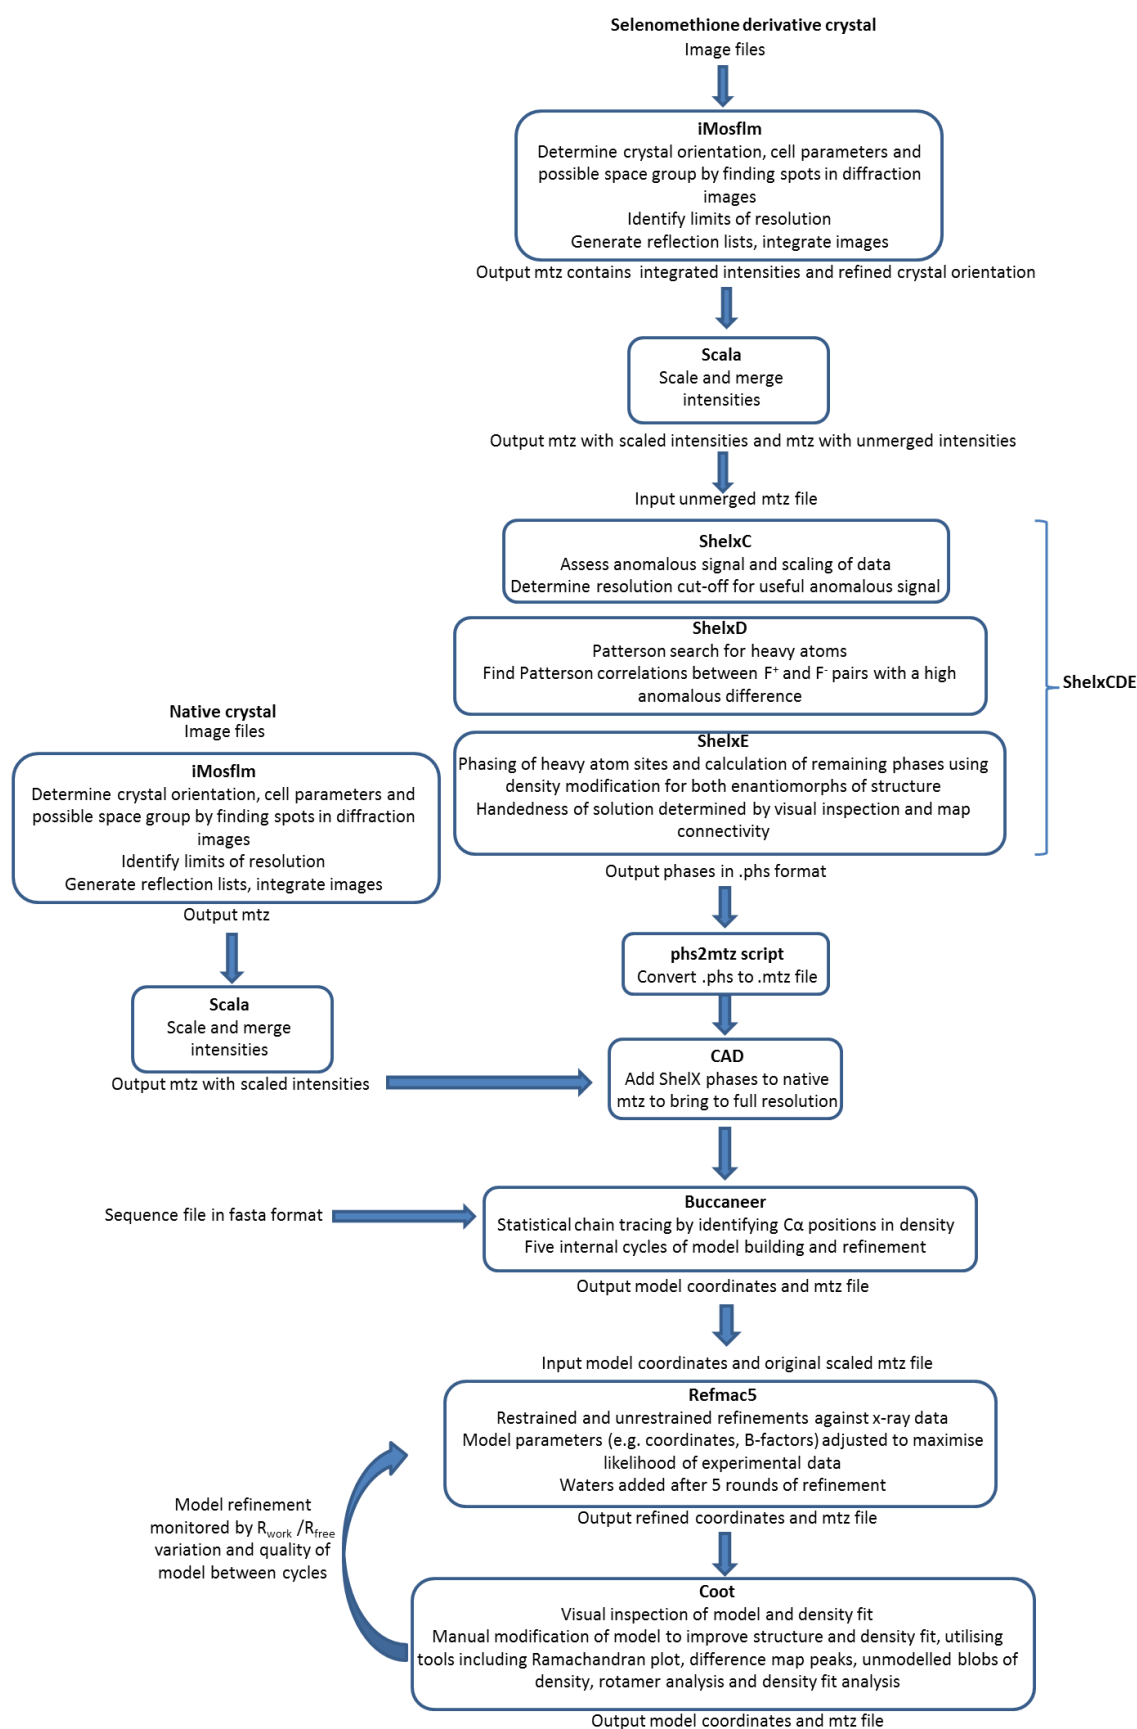 Selenomethione derivative crystal
Image files
iMosflm
Determine crystal orientation, cell parameters and
possible space group by finding spots in diffraction
images
Identify limits of resolution
Generate reflection lists, integrate images
Output mtz contains integrated intensities and refined crystal orientation
Scala
Scale and merge
intensities
Output mtz with scaled intensities and mtz with unmerged intensities
Input unmerged mtz file
ShelxC
Assess anomalous signal and scaling of data
Determine resolution cut-off for useful anomalous signal
ShelxD
Patterson search for heavy atoms
Find Patterson correlations between F⁺ and F⁻ pairs with a high
anomalous difference
ShelxCDE
ShelxE
Phasing of heavy atom sites and calculation of remaining phases using
density modification for both enantiomorphs of structure
Handedness of solution determined by visual inspection and map
connectivity
Output phases in .phs format
Native crystal
Image files
iMosflm
Determine crystal orientation, cell parameters and
possible space group by finding spots in diffraction
images
Identify limits of resolution
Generate reflection lists, integrate images
Output mtz
Scala
Scale and merge
intensities
Output mtz with scaled intensities
phs2mtz script
Convert .phs to .mtz file
CAD
Add ShelX phases to native
mtz to bring to full resolution
Sequence file in fasta format
Buccaneer
Statistical chain tracing by identifying Cα positions in density
Five internal cycles of model building and refinement
Output model coordinates and mtz file
Input model coordinates and original scaled mtz file
Refmac5
Restrained and unrestrained refinements against x-ray data
Model parameters (e.g. coordinates, B-factors) adjusted to maximise
likelihood of experimental data
Waters added after 5 rounds of refinement
Output refined coordinates and mtz file
Model refinement
monitored by Rwork /Rfree
variation and quality of
model between cycles
Coot
Visual inspection of model and density fit
Manual modification of model to improve structure and density fit, utilising
tools including Ramachandran plot, difference map peaks, unmodelled blobs of
density, rotamer analysis and density fit analysis
Output model coordinates and mtz file